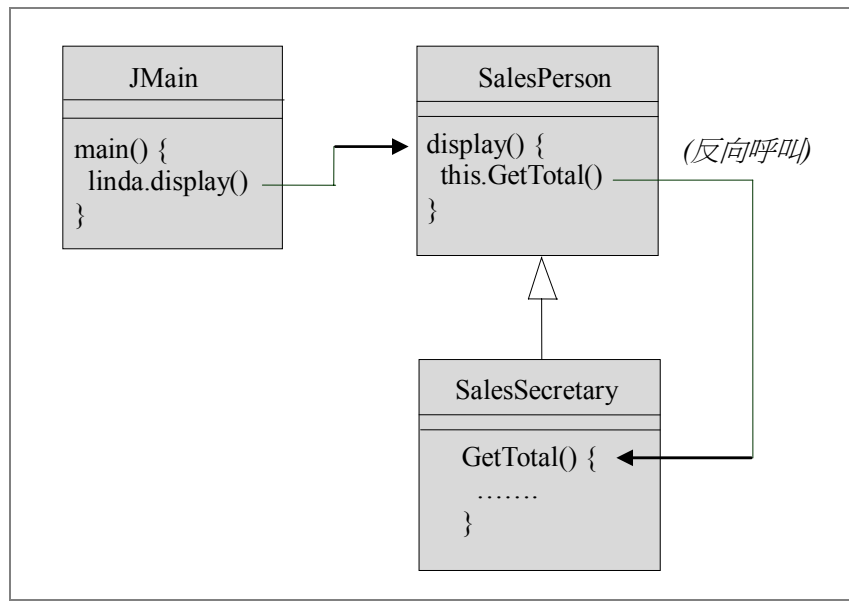 JMain
main() {
linda.display()
}
SalesPerson
display() {
this.GetTotal()
}
(反向呼叫)
SalesSecretary
GetTotal() {
.......
}